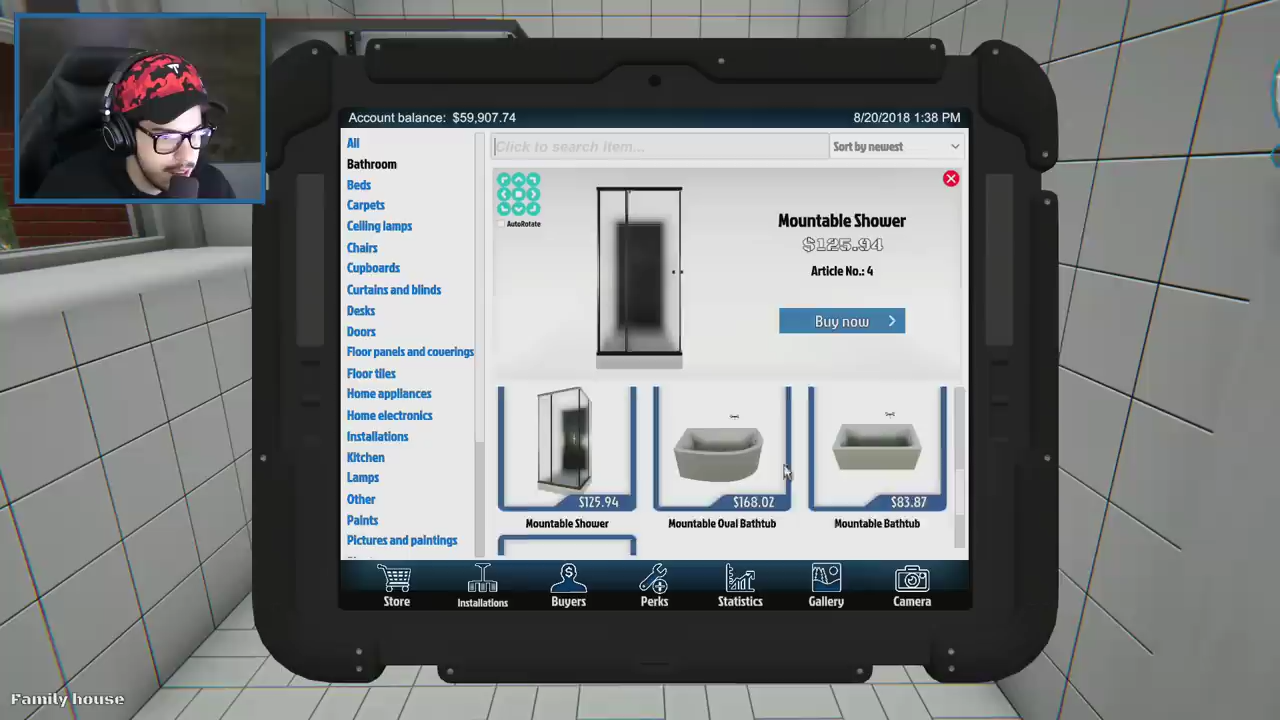 Account balance: $59,907.74
8/20/2018 1:38 PM
All
Bathroom
Beds
Carpets
Ceiling lamps
Chairs
Cupboards
Curtains and blinds
Desks
Doors
Floor panels and coverings
Floor tiles
Home appliances
Home electronics
Installations
Kitchen
Lamps
Other
Paints
Pictures and paintings
Click to search item...
Sort by newest
AutoRotate
Mountable Shower
$125.94
Article No.: 4
Buy now
$125.94
$168.02
$83.87
Mountable Shower
Mountable Oval Bathtub
Mountable Bathtub
Store
Installations
Buyers
Perks
Statistics
Gallery
Camera
Family house